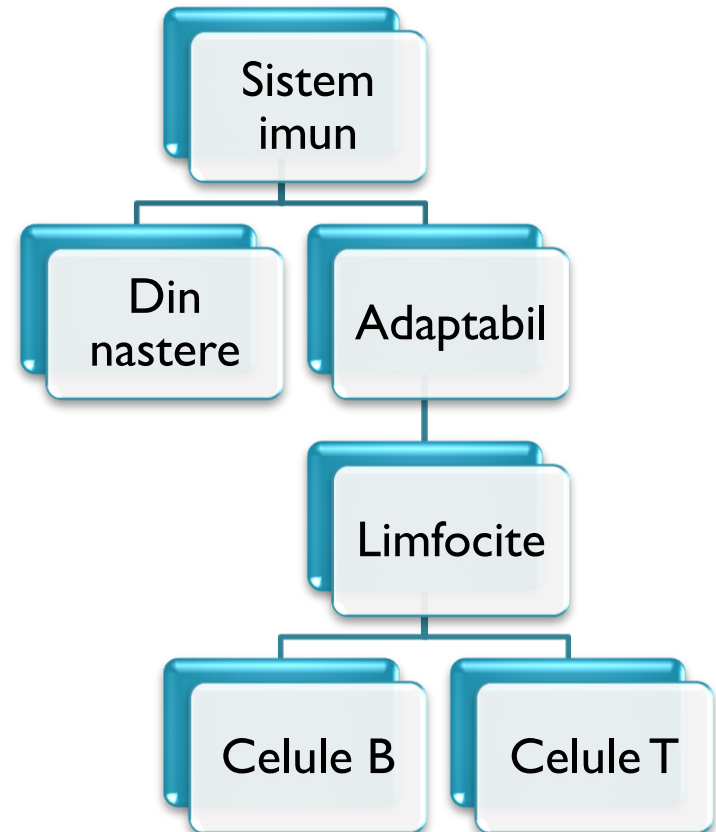 Sistem
imun
Din
nastere
Adaptabil
Limfocite
Celule B
Celule T